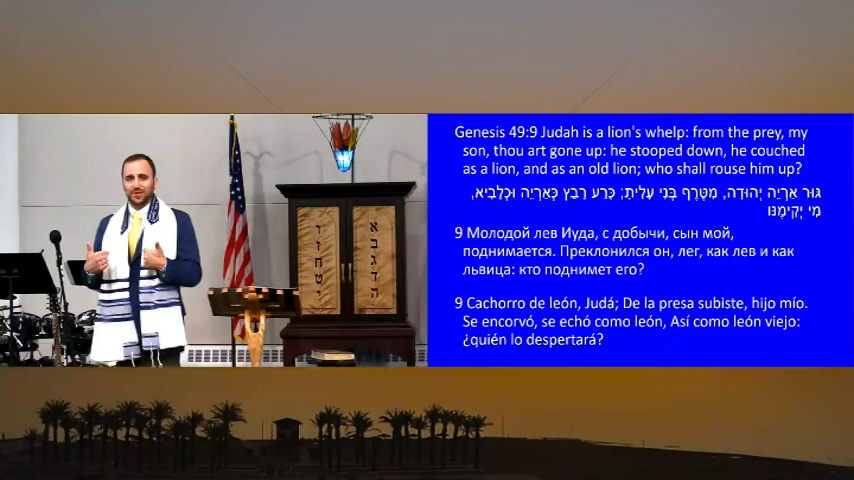 Genesis 49:9 Judah is a lion's whelp: from the prey, my
son, thou art gone up: he stooped down, he couched
as a lion, and as an old lion; who shall rouse him up?
גּוּר אַרְיֵה יְהוּדָה, מִטֶּרֶף בְּנִי עָלִיתָ; כָּרַע רָבַץ כְּאַרְיֵה וּכְלָבִיא,
מִי יְקִימֶנּוּ
9 Молодой лев Иуда, с добычи, сын мой,
поднимается. Преклонился он, лег, как лев и как
львица: кто поднимет его?
9 Cachorro de león, Judá; De la presa subiste, hijo mío.
Se encorvó, se echó como león, Así como león viejo:
¿quién lo despertará?
א
ב
ג
ד
ה
ו
ז
ח
ט
י